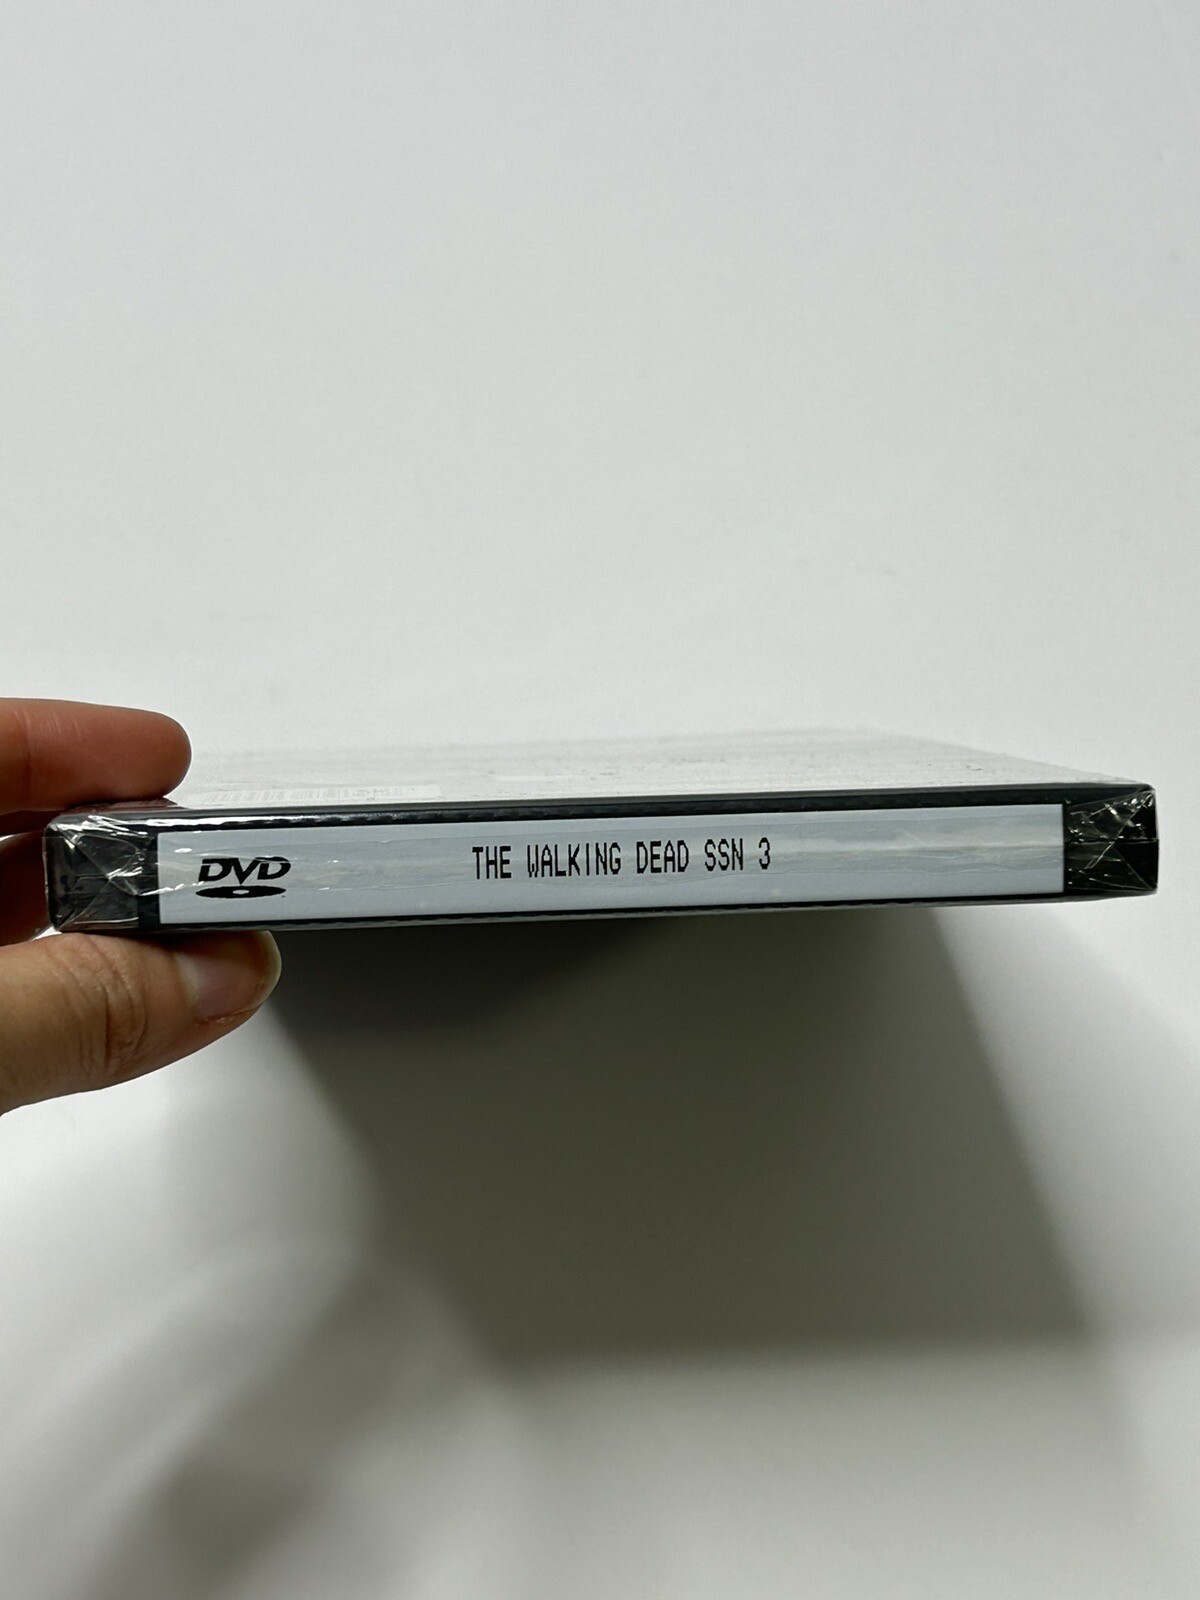 DVD
THE WALKING DEAD SSN 3